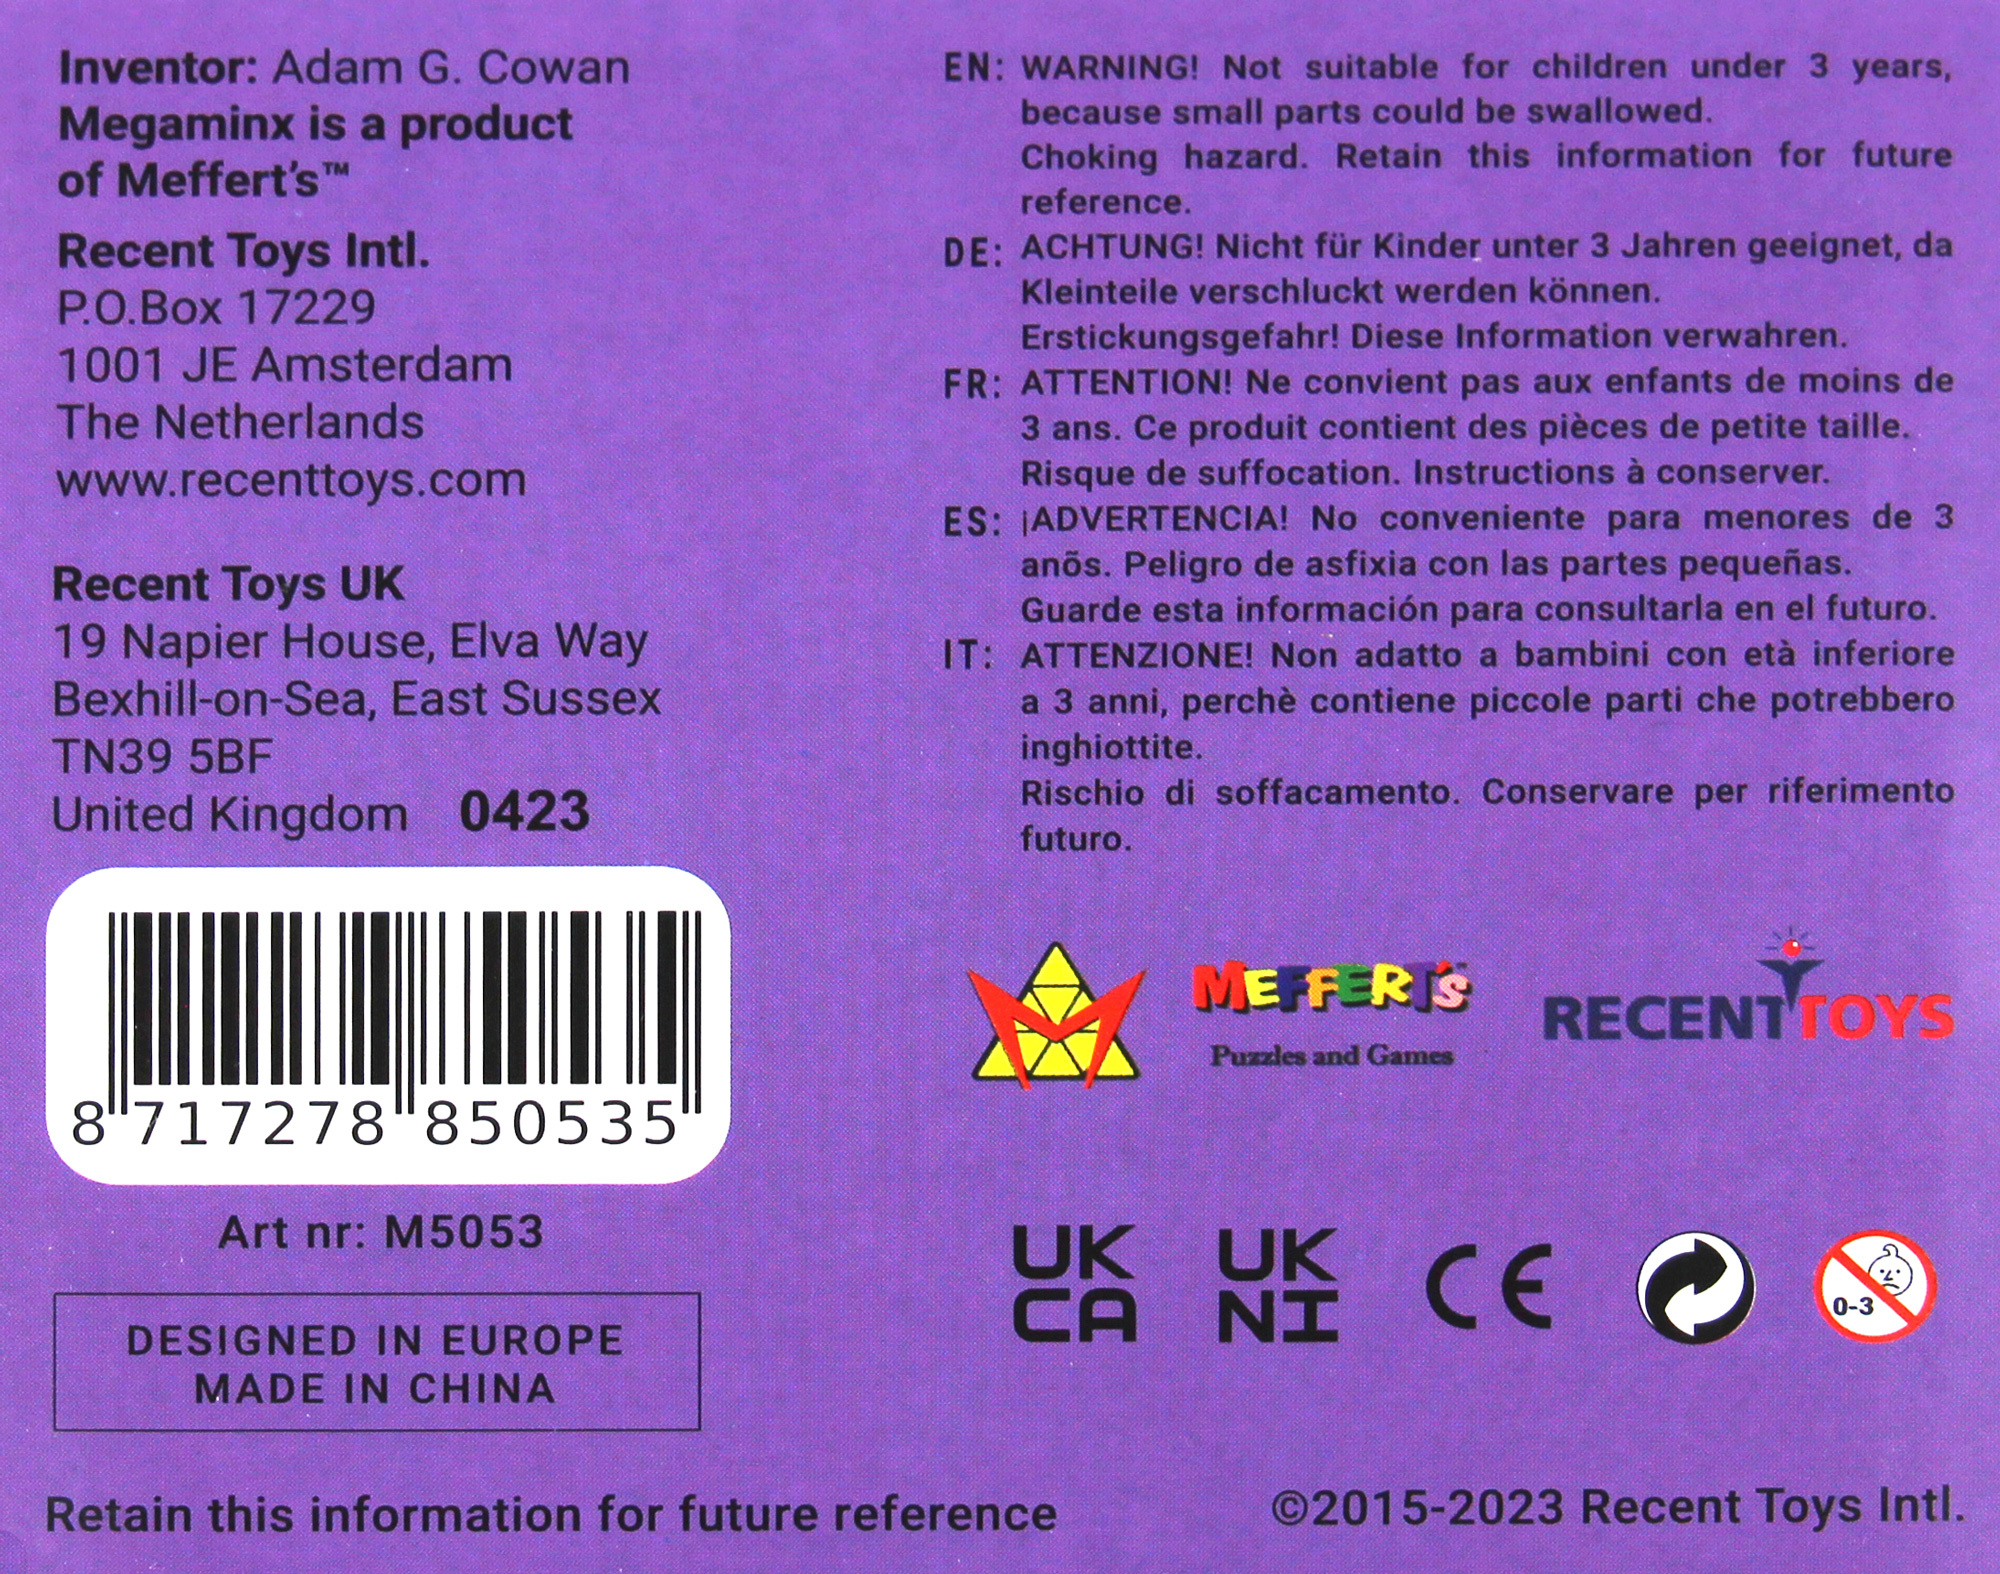 Inventor: Adam G. Cowan
Megaminx is a product
of Meffert's™
Recent Toys Intl.
P.O.Box 17229
1001 JE Amsterdam
The Netherlands
www.recenttoys.com
Recent Toys UK
19 Napier House, Elva Way
Bexhill-on-Sea, East Sussex
TN39 5BF
United Kingdom 0423
8 717278 850535
Art nr: M5053
DESIGNED IN EUROPE
MADE IN CHINA
Retain this information for future reference
EN: WARNING! Not suitable for children under 3 years,
because small parts could be swallowed.
Choking hazard. Retain this information for future
reference.
DE: ACHTUNG! Nicht für Kinder unter 3 Jahren geeignet, da
Kleinteile verschluckt werden können.
Erstickungsgefahr! Diese Information verwahren.
FR: ATTENTION! Ne convient pas aux enfants de moins de
3 ans. Ce produit contient des pièces de petite taille.
Risque de suffocation. Instructions à conserver.
ES: ¡ADVERTENCIA! No conveniente para menores de 3
anõs. Peligro de asfixia con las partes pequeñas.
Guarde esta información para consultarla en el futuro.
IT: ATTENZIONE! Non adatto a bambini con età inferiore
a 3 anni, perchè contiene piccole parti che potrebbero
inghiottite.
Rischio di soffacamento. Conservare per riferimento
futuro.
M
MEFFERT'S™
Puzzles and Games
RECENTTOYS
UK
CA
UK
NI
CE
0-3
©2015-2023 Recent Toys Intl.